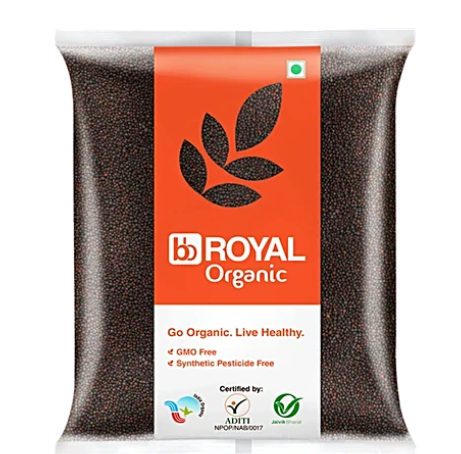 bb ROYAL
Organic
Go Organic. Live Healthy.
✓ GMO Free
✓ Synthetic Pesticide Free
Certified by:
ADITI
NPOP/NAB/0017
Jaivik Bharat